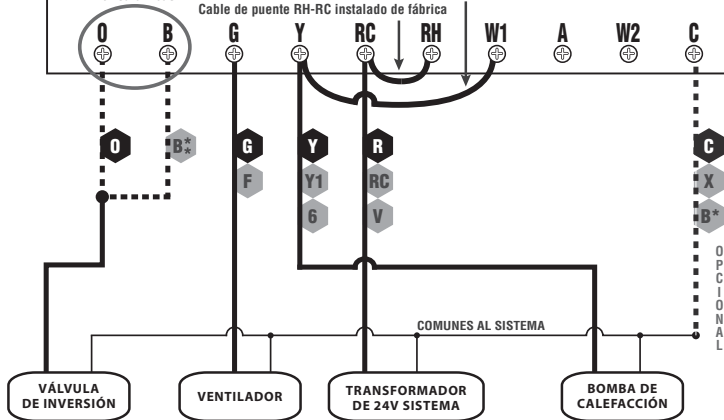 Cable de puente RH-RC instalado de fábrica
O B G Y RC RH W1 A W2 C
O B* * G Y R C
F Y1 RC X
6 V B*
OPCIONAL
COMUNES AL SISTEMA
VÁLVULA
DE INVERSIÓN
VENTILADOR
TRANSFORMADOR
DE 24V SISTEMA
BOMBA DE
CALEFACCIÓN